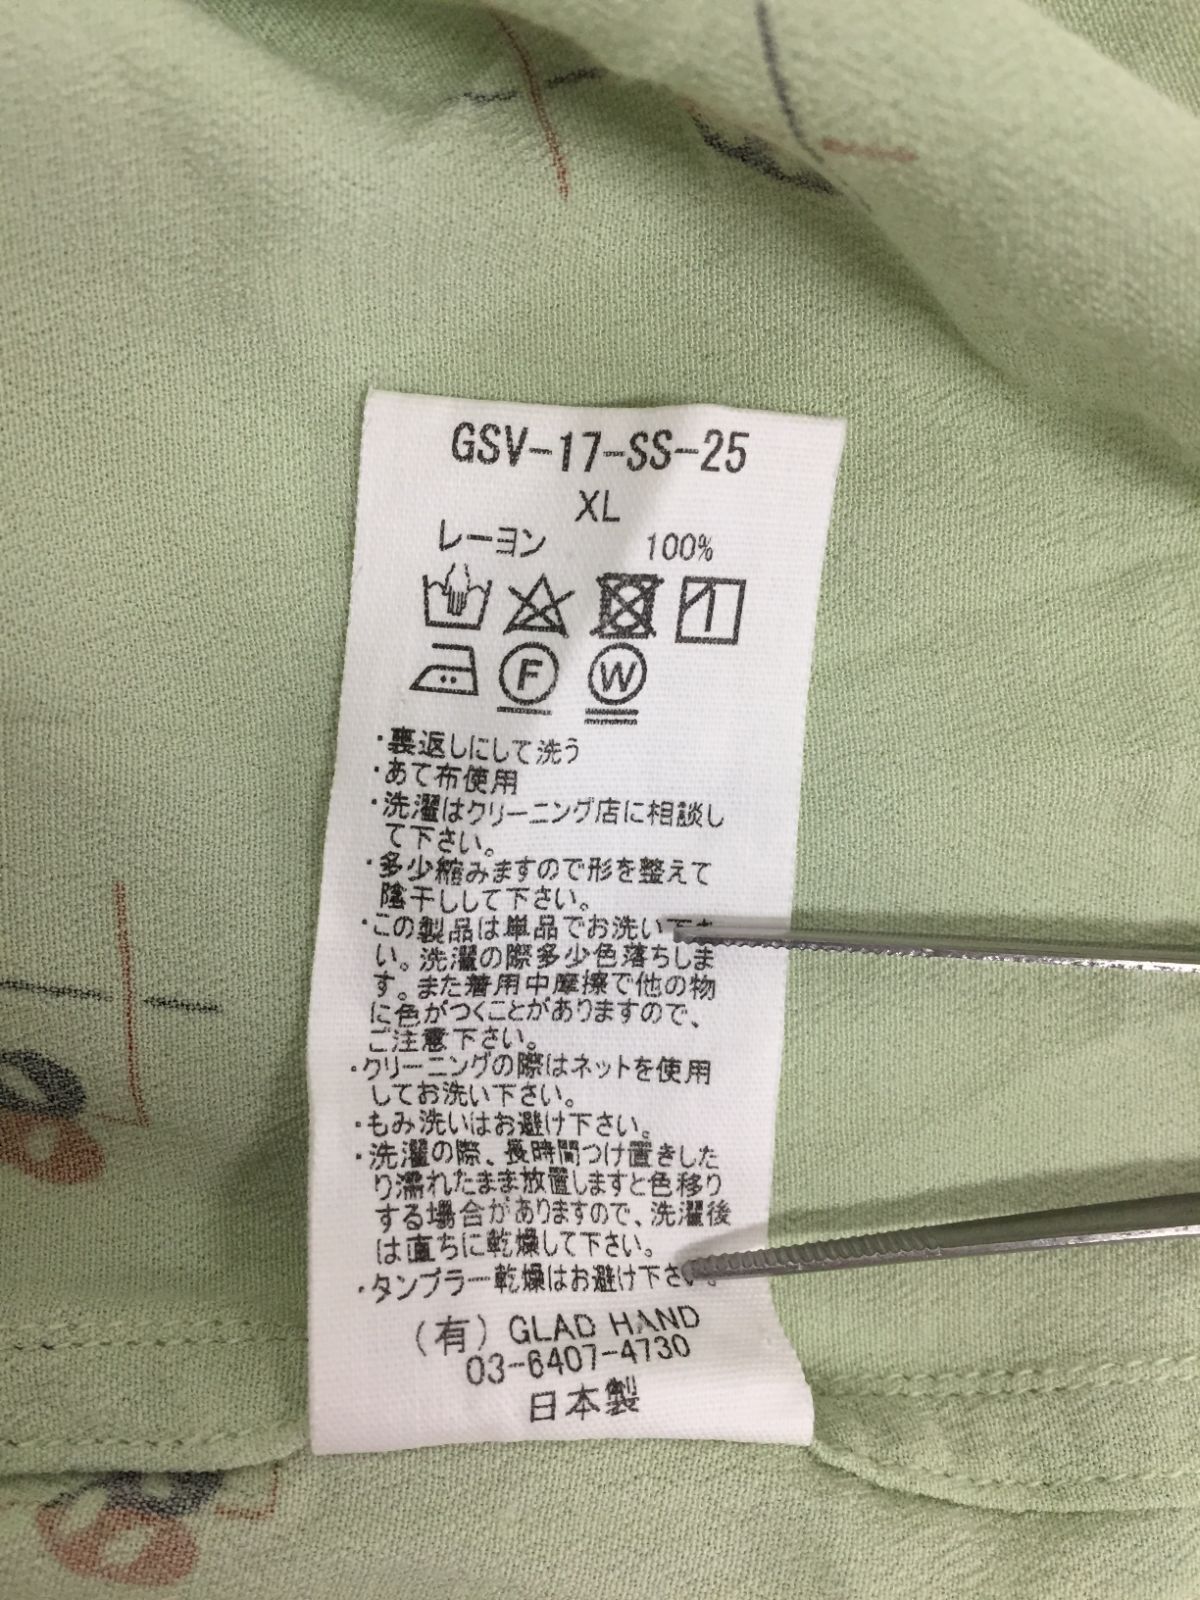 GSV-17-SS-25
XL
レーヨン 100%
F W
・裏返しにして洗う
・あて布使用
・洗濯はクリーニング店に相談し
て下さい。
・多少縮みますので形を整えて
陰干しして下さい。
・この製品は単品でお洗い下さ
い。洗濯の際多少色落ちしま
す。また着用中摩擦で他の物
に色がつくことがありますので、
ご注意下さい。
・クリーニングの際はネットを使用
してお洗い下さい。
・もみ洗いはお避け下さい。
・洗濯の際、長時間つけ置きした
り濡れたまま放置しますと色移り
する場合がありますので、洗濯後
は直ちに乾燥して下さい。
・タンブラー乾燥はお避け下さい。
（有）GLAD HAND
03-6407-4730
日本製